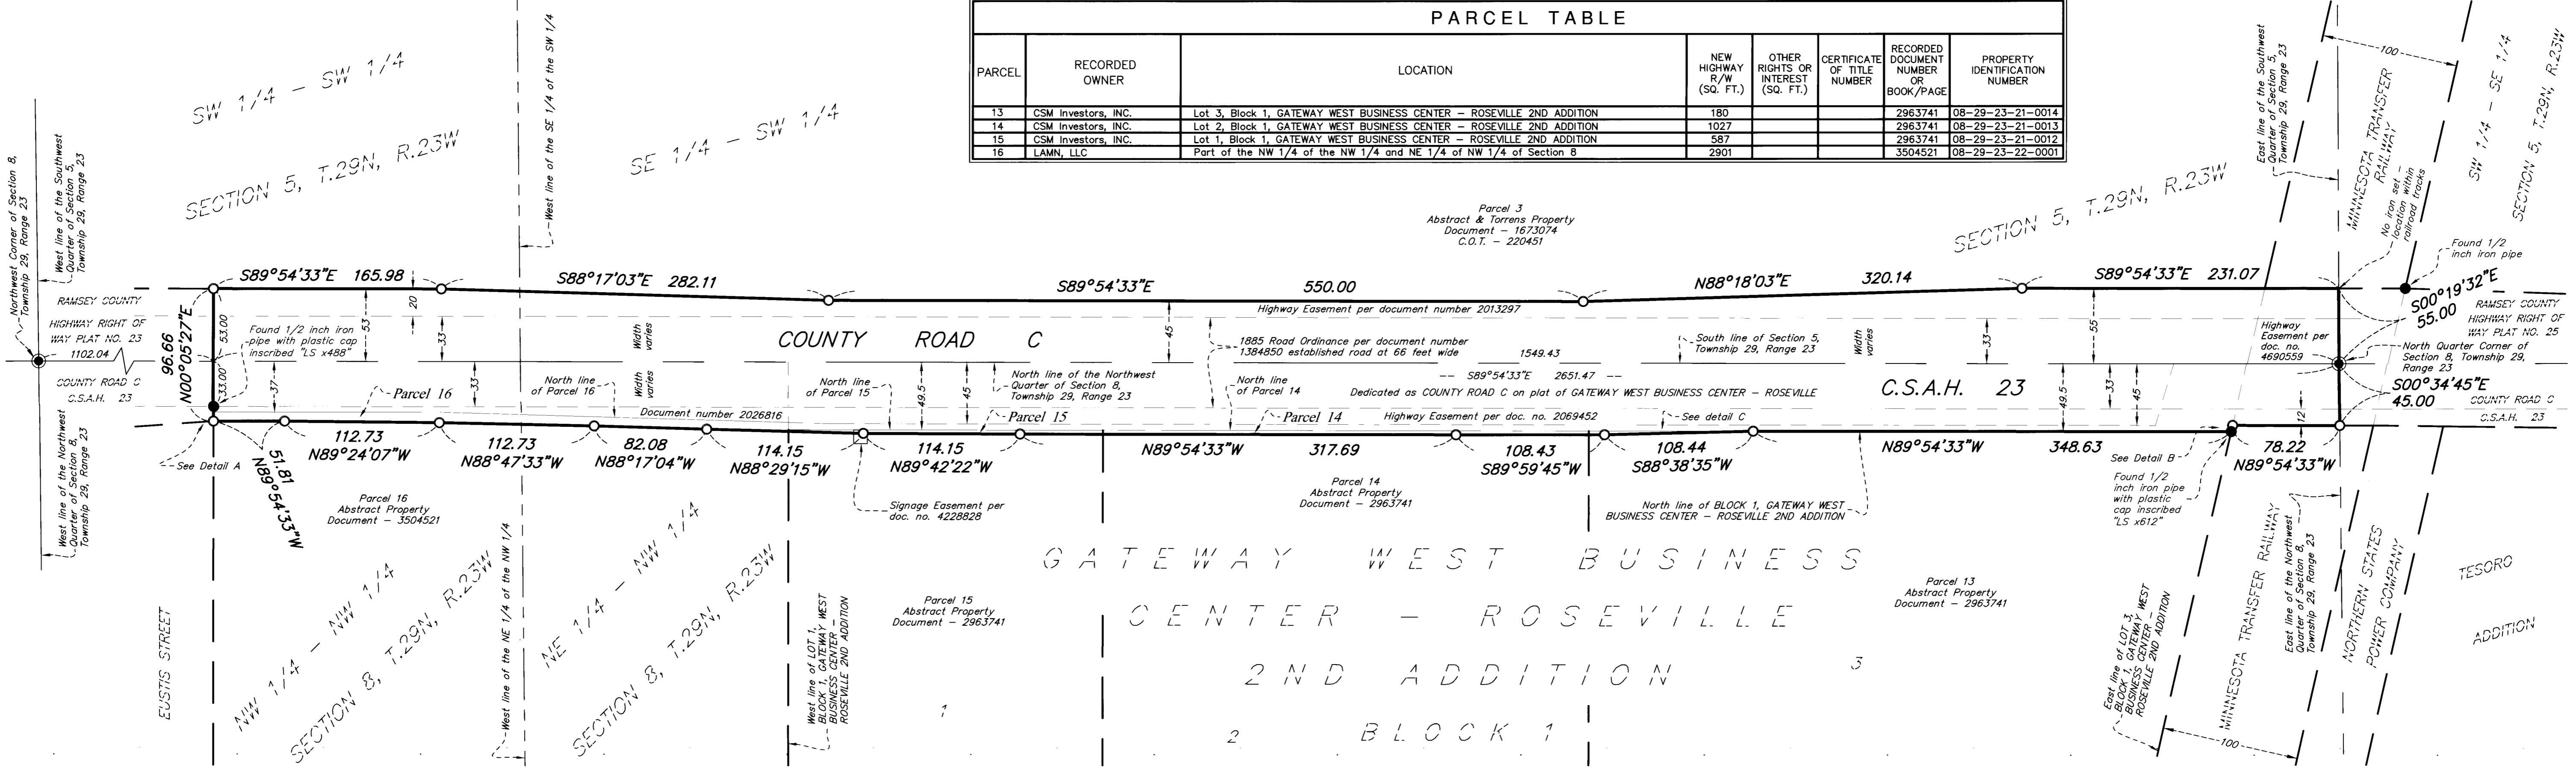 PARCEL TABLE
PARCEL RECORDED OWNER LOCATION NEW HIGHWAY R/W (SQ. FT.) OTHER RIGHTS OR INTEREST (SQ. FT.) CERTIFICATE OF TITLE NUMBER RECORDED DOCUMENT NUMBER OR BOOK/PAGE PROPERTY IDENTIFICATION NUMBER
13 CSM Investors, INC. Lot 3, Block 1, GATEWAY WEST BUSINESS CENTER – ROSEVILLE 2ND ADDITION 180 2963741 08-29-23-21-0014
14 CSM Investors, INC. Lot 2, Block 1, GATEWAY WEST BUSINESS CENTER – ROSEVILLE 2ND ADDITION 1027 2963741 08-29-23-21-0013
15 CSM Investors, INC. Lot 1, Block 1, GATEWAY WEST BUSINESS CENTER – ROSEVILLE 2ND ADDITION 587 2963741 08-29-23-21-0012
16 LAMN, LLC Part of the NW 1/4 of the NW 1/4 and NE 1/4 of NW 1/4 of Section 8 2901 3504521 08-29-23-22-0001
Northwest Corner of Section 8,
Township 29, Range 23
West line of the Southwest
Quarter of Section 5,
Township 29, Range 23
SW 1/4 – SW 1/4
SECTION 5, T.29N, R.23W
West line of the SE 1/4 of the SW 1/4
SE 1/4 – SW 1/4
Parcel 3
Abstract & Torrens Property
Document – 1673074
C.O.T. – 220451
SECTION 5, T.29N, R.23W
East line of the Southwest
Quarter of Section 5,
Township 29, Range 23
100
MINNESOTA TRANSFER
RAILWAY
No iron set –
location within
railroad tracks
SW 1/4 – SE 1/4
SECTION 5, T.29N, R.23W
Found 1/2
inch iron pipe
S89°54'33"E 165.98
S88°17'03"E 282.11
S89°54'33"E 550.00
N88°18'03"E 320.14
S89°54'33"E 231.07
S00°19'32"E
55.00
RAMSEY COUNTY
HIGHWAY RIGHT OF
WAY PLAT NO. 23
1102.04
COUNTY ROAD C
C.S.A.H. 23
96.66
N00°05'27"E
53.00
33.00
Found 1/2 inch iron
pipe with plastic cap
inscribed "LS x488"
53
20
33
37
33
Width
varies
Width
varies
COUNTY ROAD C
Highway Easement per document number 2013297
45
1885 Road Ordinance per document number
1384850 established road at 66 feet wide
1549.43
South line of Section 5,
Township 29, Range 23
Width
varies
33
55
Highway
Easement per
doc. no.
4690559
RAMSEY COUNTY
HIGHWAY RIGHT OF
WAY PLAT NO. 25
North Quarter Corner of
Section 8, Township 29,
Range 23
S00°34'45"E
45.00
COUNTY ROAD C
C.S.A.H. 23
Parcel 16
North line
of Parcel 16
North line
of Parcel 15
49.5
45
North line of the Northwest
Quarter of Section 8,
Township 29, Range 23
North line
of Parcel 14
S89°54'33"E 2651.47
Dedicated as COUNTY ROAD C on plat of GATEWAY WEST BUSINESS CENTER – ROSEVILLE
C.S.A.H. 23
49.5
33
45
12
Document number 2026816
Parcel 15
Parcel 14
Highway Easement per doc. no. 2069452
See detail C
See Detail A
51.81
N89°54'33"W
112.73
N89°24'07"W
112.73
N88°47'33"W
82.08
N88°17'04"W
114.15
N88°29'15"W
114.15
N89°42'22"W
N89°54'33"W 317.69
108.43
S89°59'45"W
108.44
S88°38'35"W
N89°54'33"W 348.63
78.22
N89°54'33"W
See Detail B
Found 1/2
inch iron pipe
with plastic
cap inscribed
"LS x612"
Parcel 16
Abstract Property
Document – 3504521
Signage Easement per
doc. no. 4228828
Parcel 14
Abstract Property
Document – 2963741
North line of BLOCK 1, GATEWAY WEST
BUSINESS CENTER – ROSEVILLE 2ND ADDITION
West line of the Northwest
Quarter of Section 8,
Township 29, Range 23
EUSTIS STREET
NW 1/4 – NW 1/4
SECTION 8, T.29N, R.23W
West line of the NE 1/4 of the NW 1/4
NE 1/4 – NW 1/4
SECTION 8, T.29N, R.23W
West line of LOT 1,
BLOCK 1, GATEWAY WEST
BUSINESS CENTER –
ROSEVILLE 2ND ADDITION
Parcel 15
Abstract Property
Document – 2963741
GATEWAY WEST BUSINESS
CENTER – ROSEVILLE
2ND ADDITION
BLOCK 1
1
2
3
Parcel 13
Abstract Property
Document – 2963741
East line of LOT 3,
BLOCK 1, GATEWAY WEST
BUSINESS CENTER –
ROSEVILLE 2ND ADDITION
MINNESOTA TRANSFER RAILWAY
100
East line of the Northwest
Quarter of Section 8,
Township 29, Range 23
NORTHERN STATES
POWER COMPANY
TESORO
ADDITION